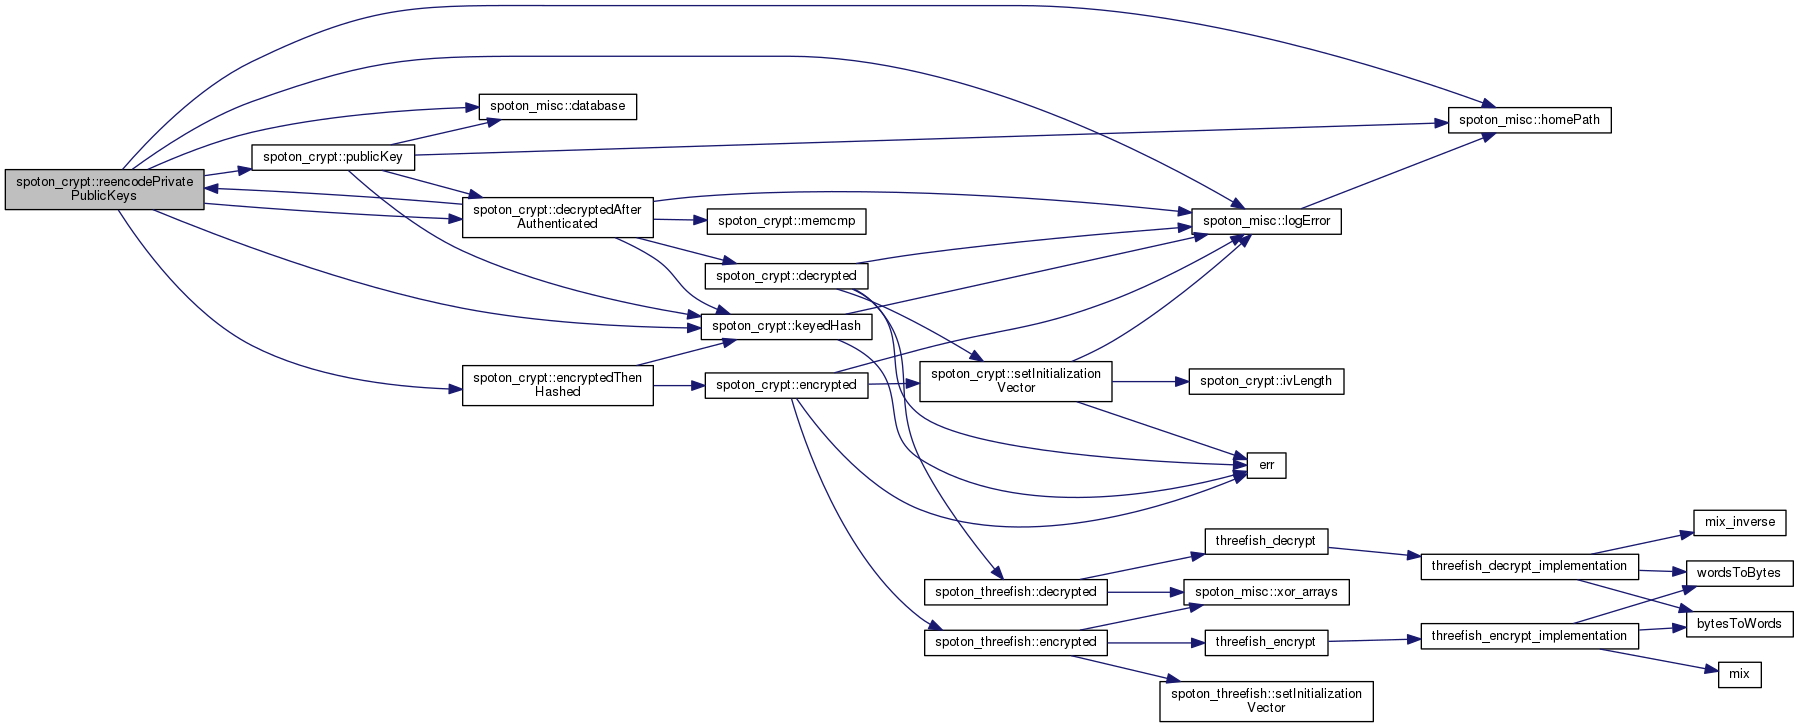 spoton_misc::database
spoton_misc::homePath
spoton_crypt::publicKey
spoton_crypt::reencodePrivate
PublicKeys
spoton_crypt::decryptedAfter
Authenticated
spoton_crypt::memcmp
spoton_misc::logError
spoton_crypt::decrypted
spoton_crypt::keyedHash
spoton_crypt::encryptedThen
Hashed
spoton_crypt::encrypted
spoton_crypt::setInitialization
Vector
spoton_crypt::ivLength
err
mix_inverse
threefish_decrypt
threefish_decrypt_implementation
wordsToBytes
spoton_threefish::decrypted
spoton_misc::xor_arrays
bytesToWords
spoton_threefish::encrypted
threefish_encrypt
threefish_encrypt_implementation
mix
spoton_threefish::setInitialization
Vector